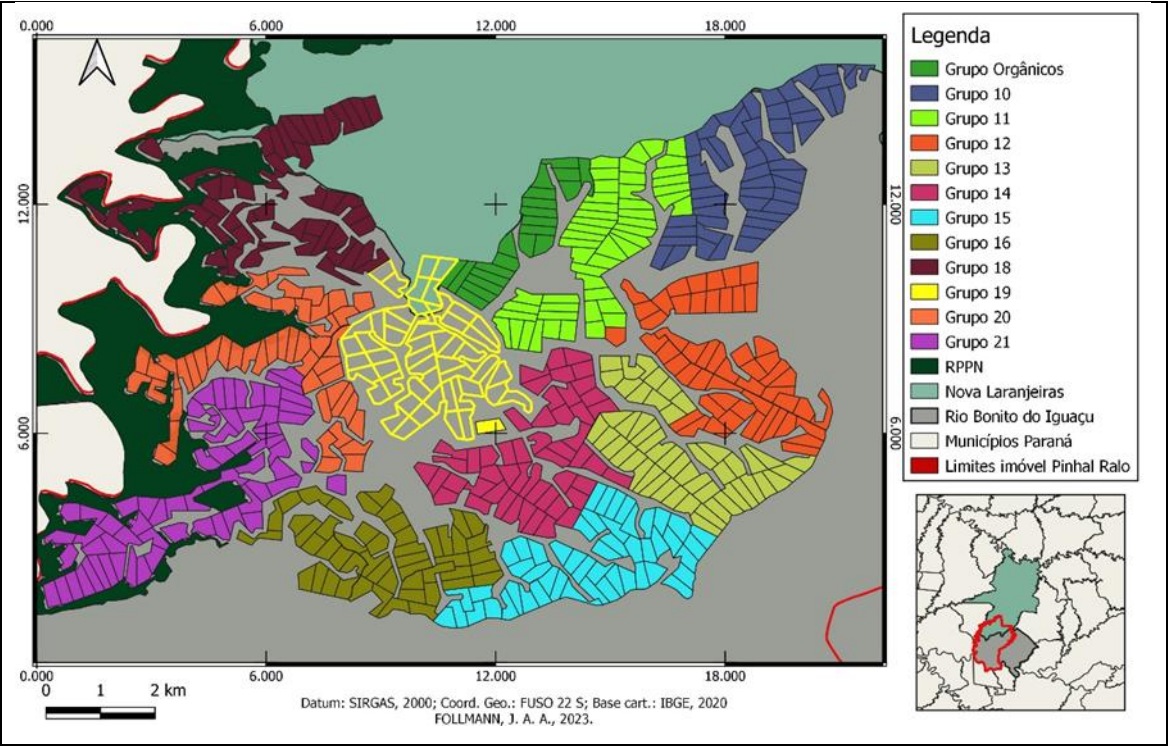 0.000 6.000 12.000 18.000
12.000 12.000
6.000 6.000
0.000 6.000 12.000 18.000
0 1 2 km
Datum: SIRGAS, 2000; Coord. Geo.: FUSO 22 S; Base cart.: IBGE, 2020
FOLLMANN, J. A. A., 2023.
Legenda
Grupo Orgânicos
Grupo 10
Grupo 11
Grupo 12
Grupo 13
Grupo 14
Grupo 15
Grupo 16
Grupo 18
Grupo 19
Grupo 20
Grupo 21
RPPN
Nova Laranjeiras
Rio Bonito do Iguaçu
Municípios Paraná
Limites imóvel Pinhal Ralo